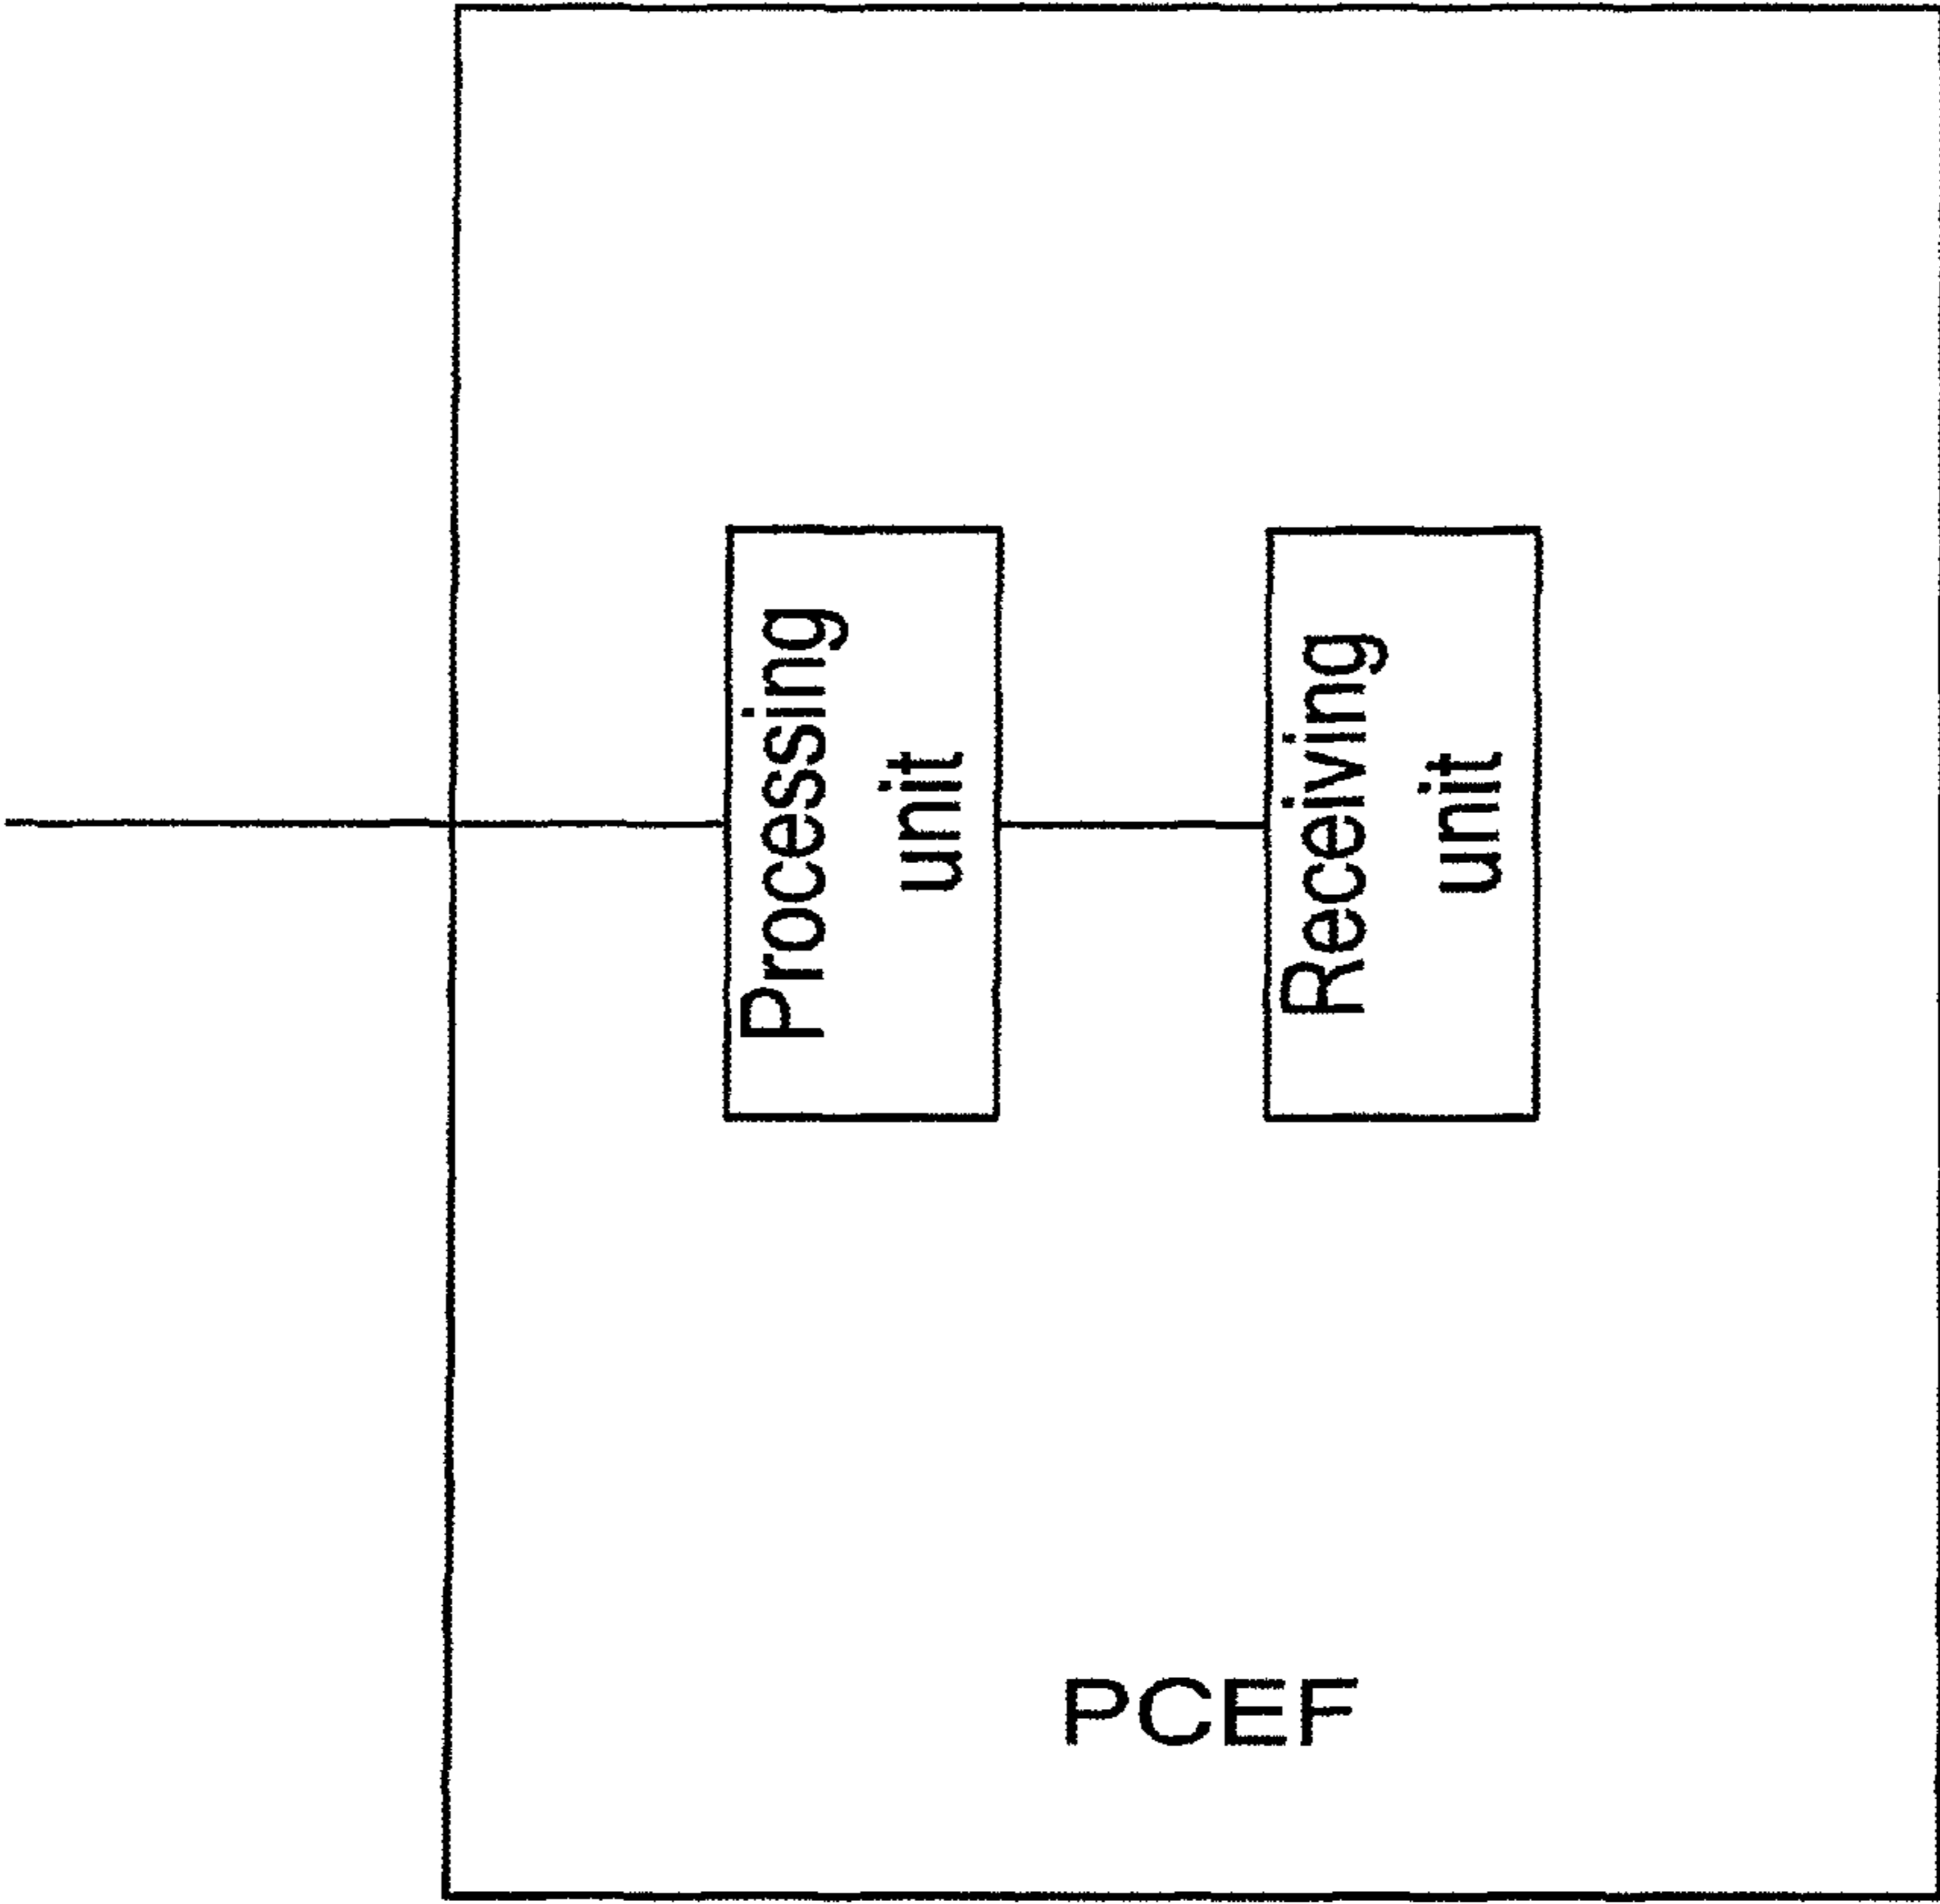 Processing
unit
Receiving
unit
PCEF